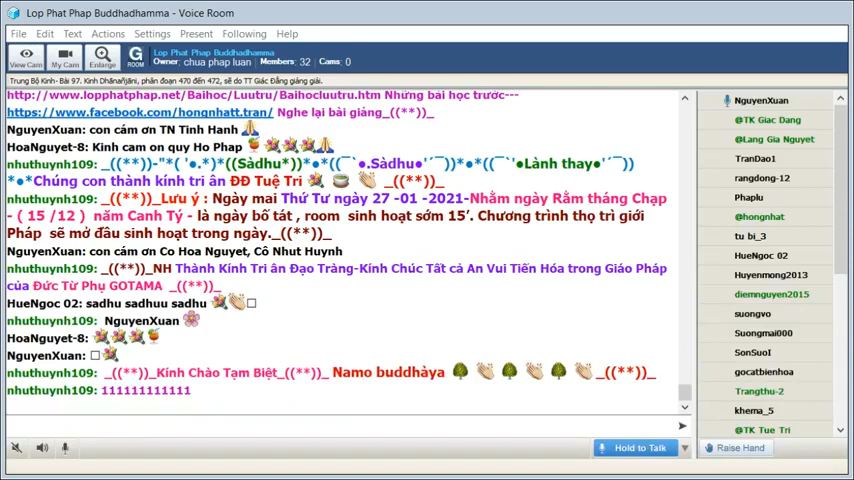 Lop Phat Phap Buddhadhamma - Voice Room
File Edit Text Actions Settings Present Following Help
View Cam My Cam Enlarge G ROOM
Lop Phat Phap Buddhadhamma
Owner: chua phap luan Members: 32 Cams: 0
Trung Bộ Kinh- Bài 97. Kinh Dhānañjāni, phân đoạn 470 đến 472, sẽ do TT Giác Đẳng giảng giải.
http://www.lopphatphap.net/Baihoc/Luutru/Baihocluutru.htm Những bài học trước---
https://www.facebook.com/hongnhatt.tran/ Nghe lại bài giảng_((**))_
NguyenXuan: con cám ơn TN Tinh Hanh 🙏
HoaNguyet-8: Kinh cam on quy Ho Phap 🍹💐💐💐🙏
nhuthuynh109: _((**))-"*( '●.*)*((Sàdhu*))*●*((¯`●.Sàdhu●'´¯))*●*((¯`'●Lành thay●'´¯))
*●*Chúng con thành kính tri ân ĐĐ Tuệ Tri 💐 🍵 👏 _((**))_
nhuthuynh109: _((**))_Lưu ý : Ngày mai Thứ Tư ngày 27 -01 -2021-Nhằm ngày Rằm tháng Chạp
- ( 15 /12 ) năm Canh Tý - là ngày bố tát , room sinh hoạt sớm 15’. Chương trình thọ trì giới
Pháp sẽ mở đầu sinh hoạt trong ngày._((**))_
NguyenXuan: con cám ơn Co Hoa Nguyet, Cô Nhut Huynh
nhuthuynh109: _((**))_NH Thành Kính Tri ân Đạo Tràng-Kính Chúc Tất cả An Vui Tiến Hóa trong Giáo Pháp
của Đức Từ Phụ GOTAMA _((**))_
HueNgoc 02: sadhu sadhuu sadhu 💐👏□
nhuthuynh109: NguyenXuan 🌸
HoaNguyet-8: 💐💐💐🍹
NguyenXuan: □💐
nhuthuynh109: _((**))_Kính Chào Tạm Biệt_((**))_ Namo buddhàya 🌳 👏 🌳 👏 🌳 👏 _((**))_
nhuthuynh109: 111111111111
Hold to Talk
NguyenXuan
@TK Giac Dang
@Lang Gia Nguyet
TranDao1
rangdong-12
Phaplu
@hongnhat
tu bi_3
HueNgoc 02
Huyenmong2013
diemnguyen2015
suongvo
Suongmai000
SonSuoI
gocatbienhoa
Trangthu-2
khema_5
@TK Tue Tri
Raise Hand